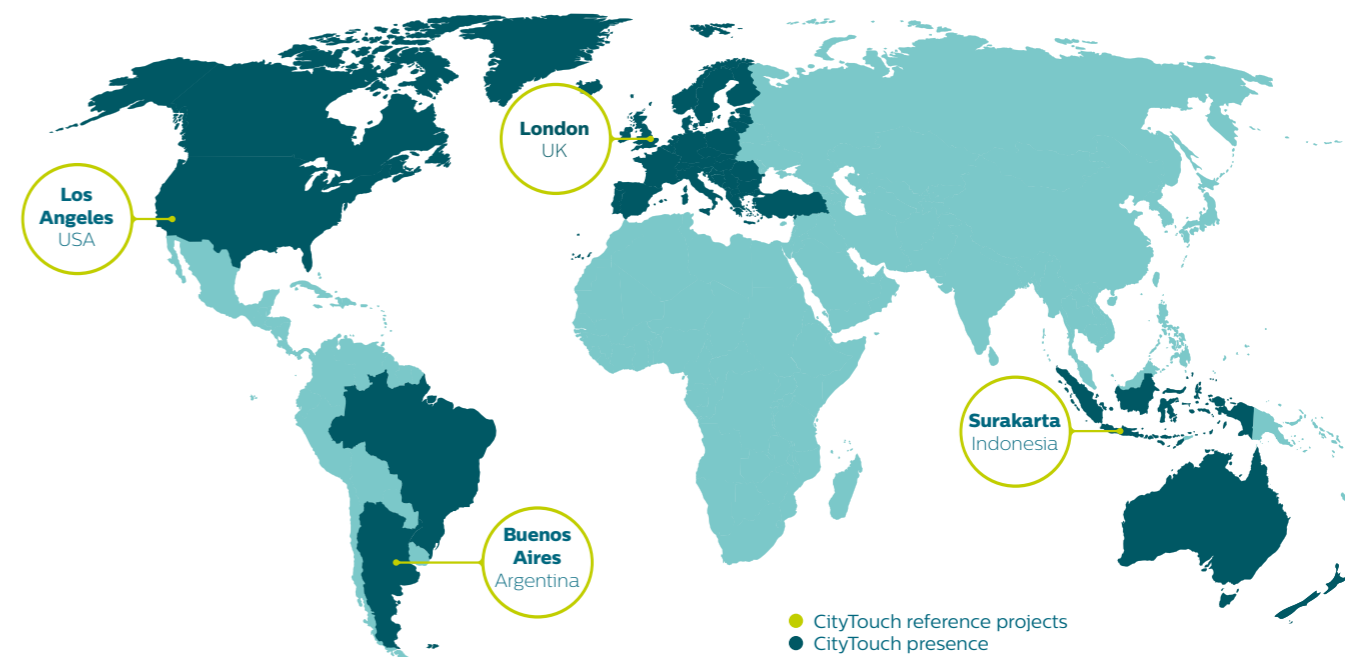 London
UK
Los
Angeles
USA
Surakarta
Indonesia
Buenos
Aires
Argentina
CityTouch reference projects
CityTouch presence